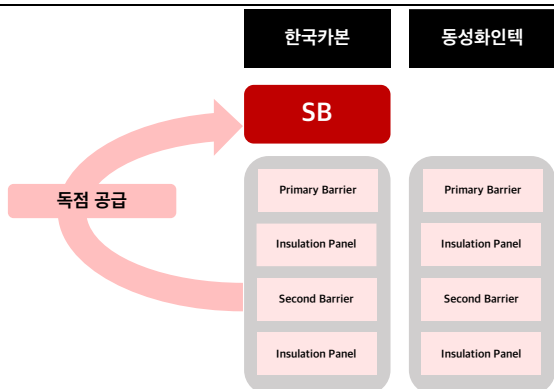 한국카본
동성화인텍
SB
독점 공급
Primary Barrier
Primary Barrier
Insulation Panel
Insulation Panel
Second Barrier
Second Barrier
Insulation Panel
Insulation Panel